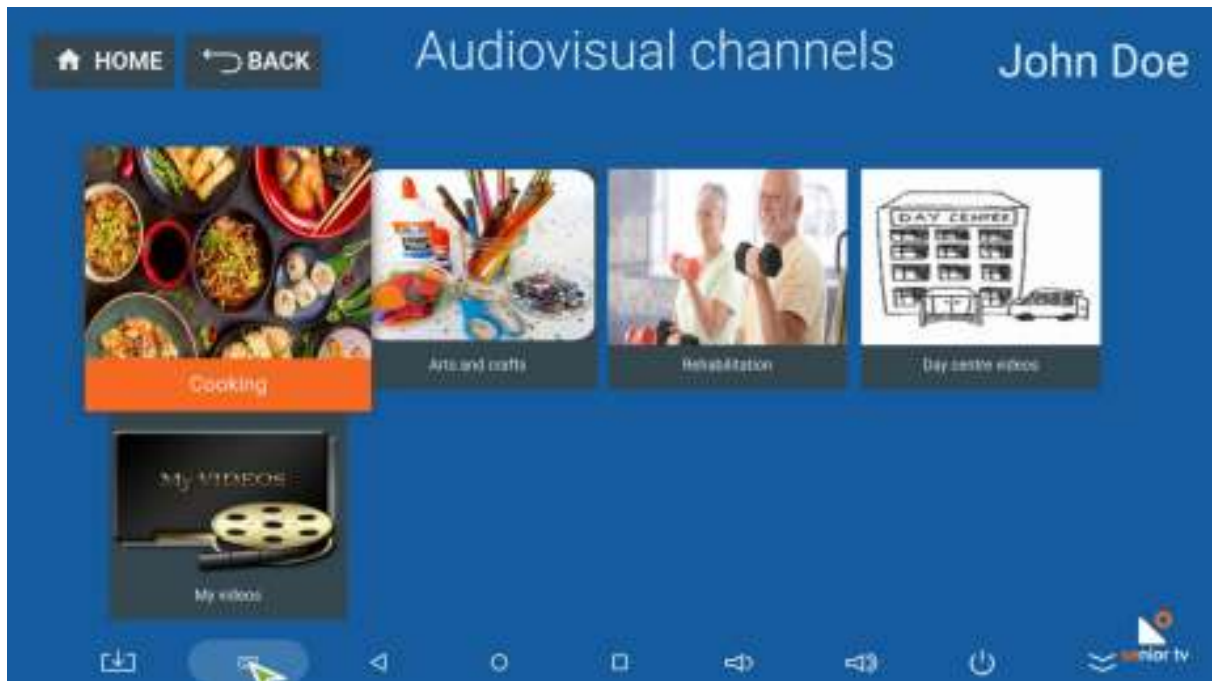 HOME
BACK
Audiovisual channels
John Doe
Cooking
Arts and crafts
Rehabilitation
DAY CENTER
Day centre videos
My VIDEOS
My videos
senior tv